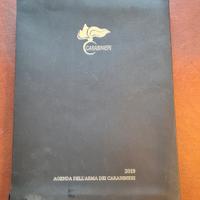 CARABINIERI
2019
AGENDA DELL'ARMA DEI CARABINIERI